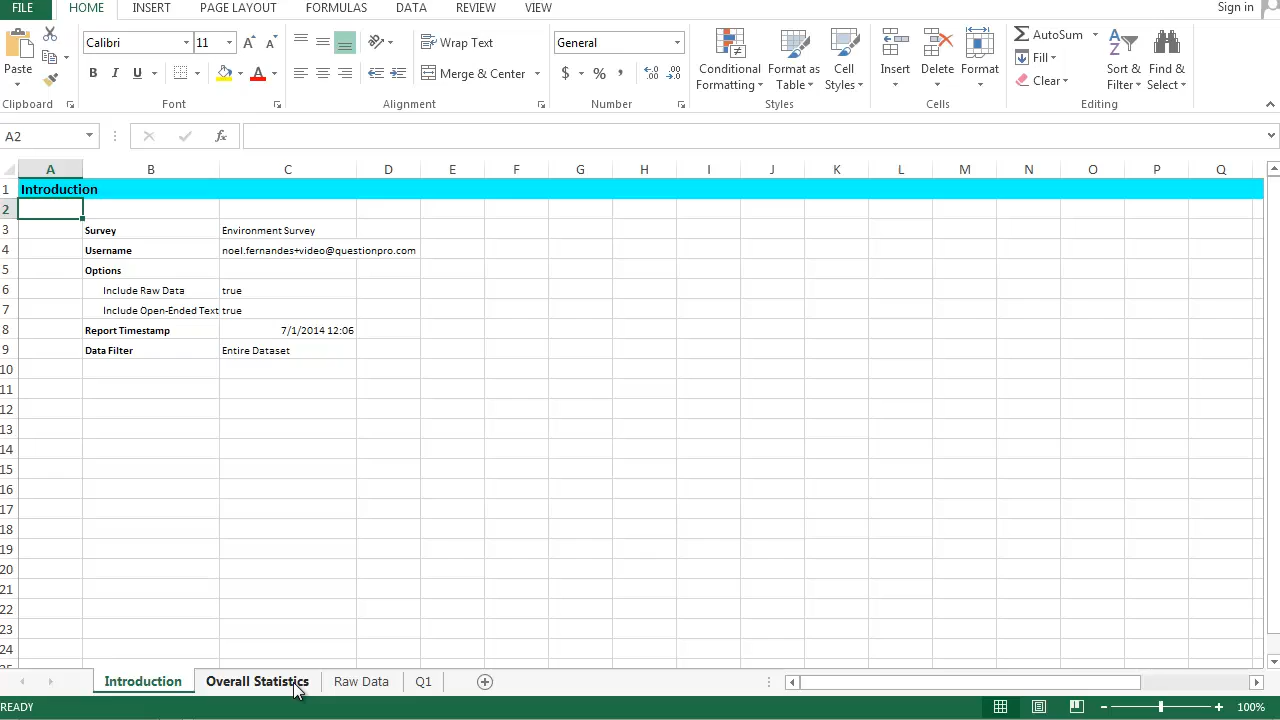 FILE HOME INSERT PAGE LAYOUT FORMULAS DATA REVIEW VIEW Sign in
Calibri 11 Wrap Text General AutoSum
Paste B I U Merge & Center $ % , Conditional Formatting Format as Table Cell Styles Insert Delete Format Fill Clear Sort & Filter Find & Select
Clipboard Font Alignment Number Styles Cells Editing
A2 fx
A B C D E F G H I J K L M N O P Q
1 Introduction
2
3 Survey Environment Survey
4 Username noel.fernandes+video@questionpro.com
5 Options
6 Include Raw Data true
7 Include Open-Ended Text true
8 Report Timestamp 7/1/2014 12:06
9 Data Filter Entire Dataset
10
11
12
13
14
15
16
17
18
19
20
21
22
23
24
25
Introduction Overall Statistics Raw Data Q1
READY 100%